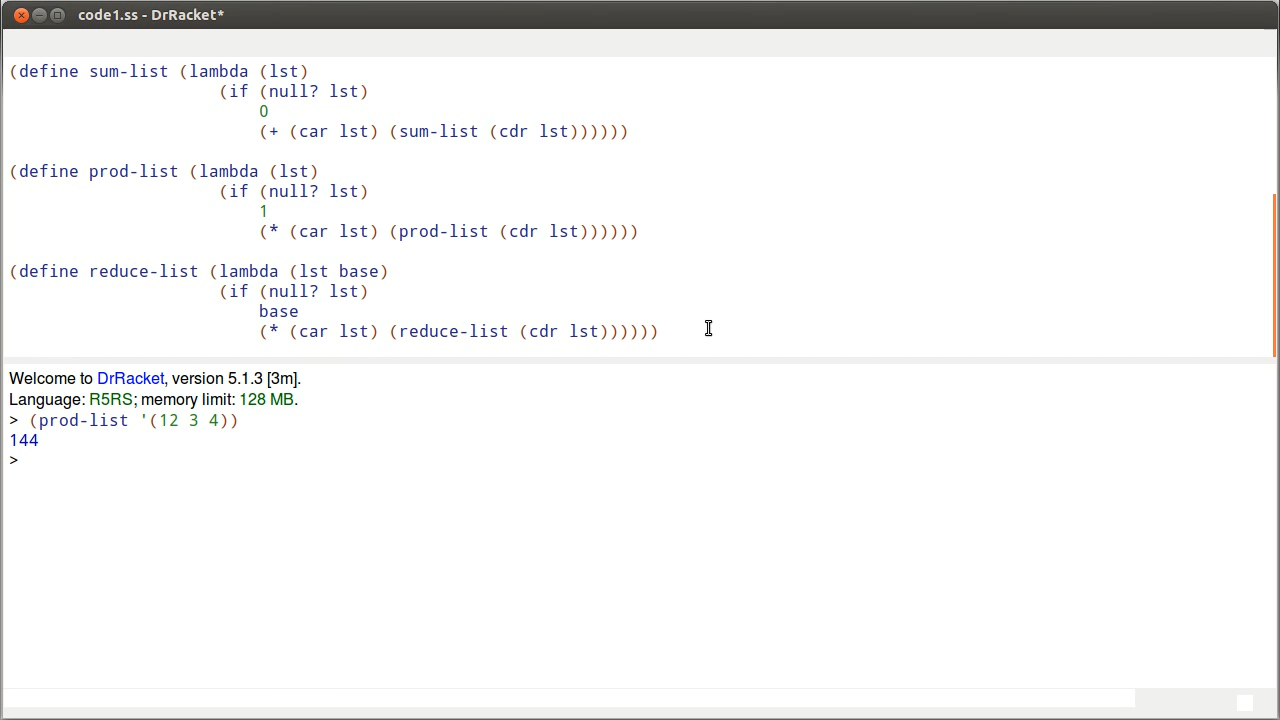 code1.ss - DrRacket*
(define sum-list (lambda (lst)
(if (null? lst)
0
(+ (car lst) (sum-list (cdr lst))))))
(define prod-list (lambda (lst)
(if (null? lst)
1
(* (car lst) (prod-list (cdr lst))))))
(define reduce-list (lambda (lst base)
(if (null? lst)
base
(* (car lst) (reduce-list (cdr lst))))))
Welcome to DrRacket, version 5.1.3 [3m].
Language: R5RS; memory limit: 128 MB.
> (prod-list '(12 3 4))
144
>